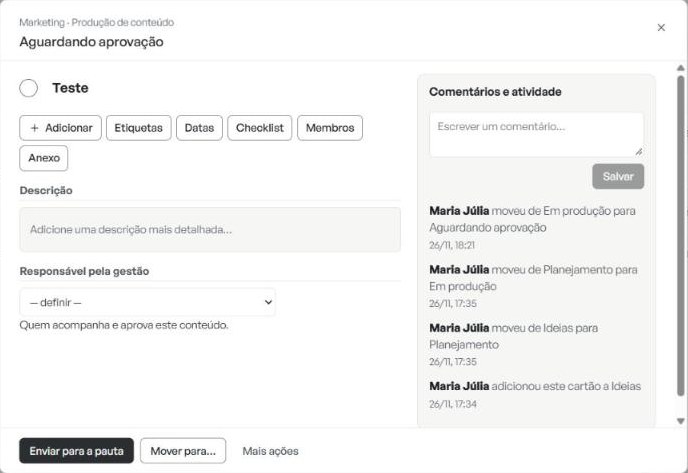 Marketing · Produção de conteúdo
Aguardando aprovação
×
Teste
+ Adicionar
Etiquetas
Datas
Checklist
Membros
Anexo
Descrição
Adicione uma descrição mais detalhada...
Responsável pela gestão
— definir —
Quem acompanha e aprova este conteúdo.
Comentários e atividade
Escrever um comentário...
Salvar
Maria Júlia moveu de Em produção para
Aguardando aprovação
26/11, 18:21
Maria Júlia moveu de Planejamento para
Em produção
26/11, 17:35
Maria Júlia moveu de Ideias para
Planejamento
26/11, 17:35
Maria Júlia adicionou este cartão a Ideias
26/11, 17:34
Enviar para a pauta
Mover para...
Mais ações